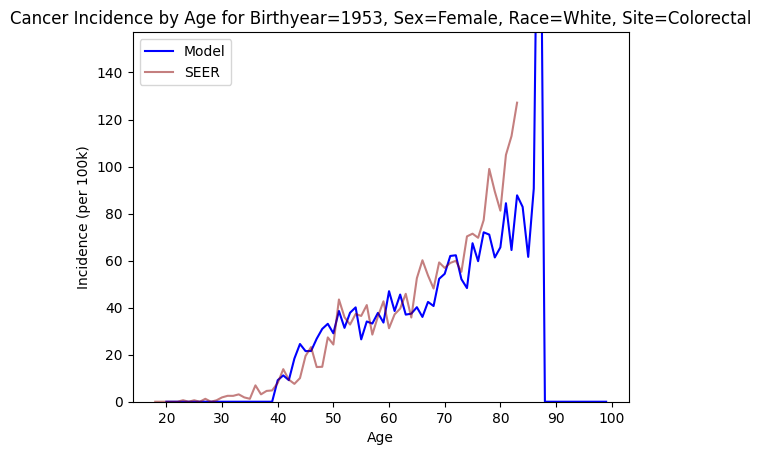 Cancer Incidence by Age for Birthyear=1953, Sex=Female, Race=White, Site=Colorectal
Model
SEER
140
120
100
80
60
40
20
0
Incidence (per 100k)
20 30 40 50 60 70 80 90 100
Age